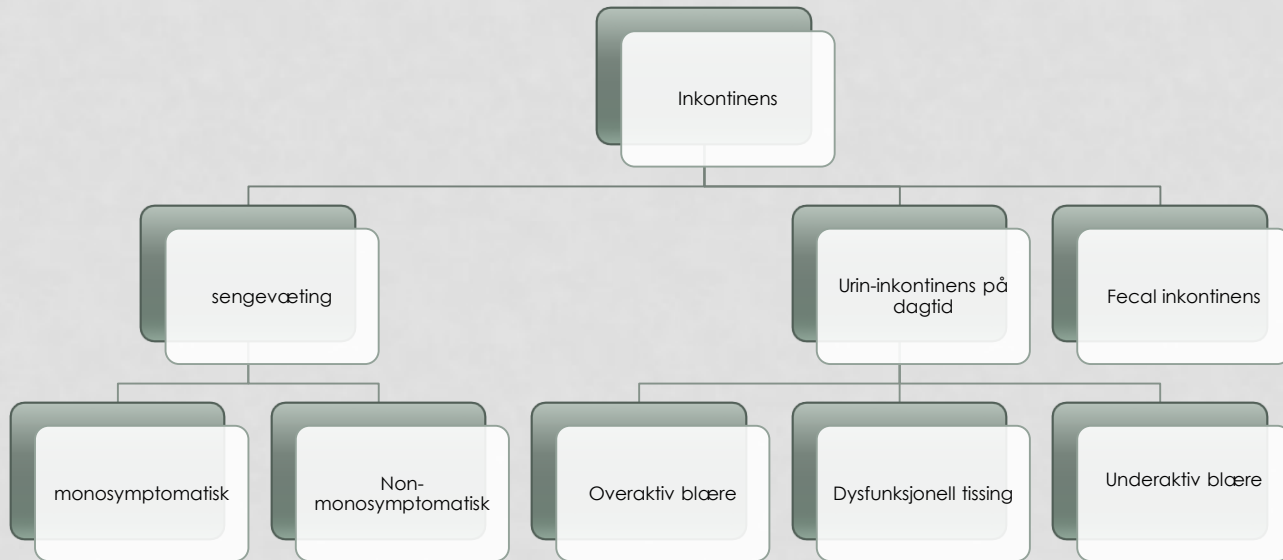 Inkontinens
sengevæting
Urin-inkontinens på
dagtid
Fecal inkontinens
monosymptomatisk
Non-
monosymptomatisk
Overaktiv blære
Dysfunksjonell tissing
Underaktiv blære